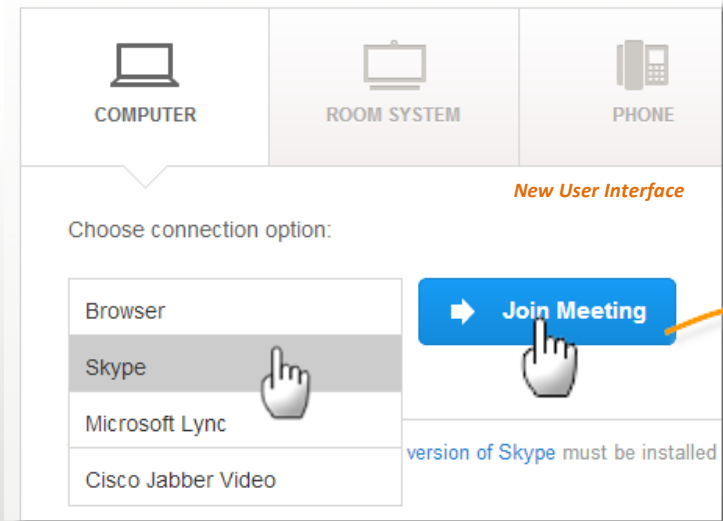 COMPUTER
ROOM SYSTEM
PHONE
New User Interface
Choose connection option:
Browser
Join Meeting
Skype
Microsoft Lync
version of Skype must be installed
Cisco Jabber Video